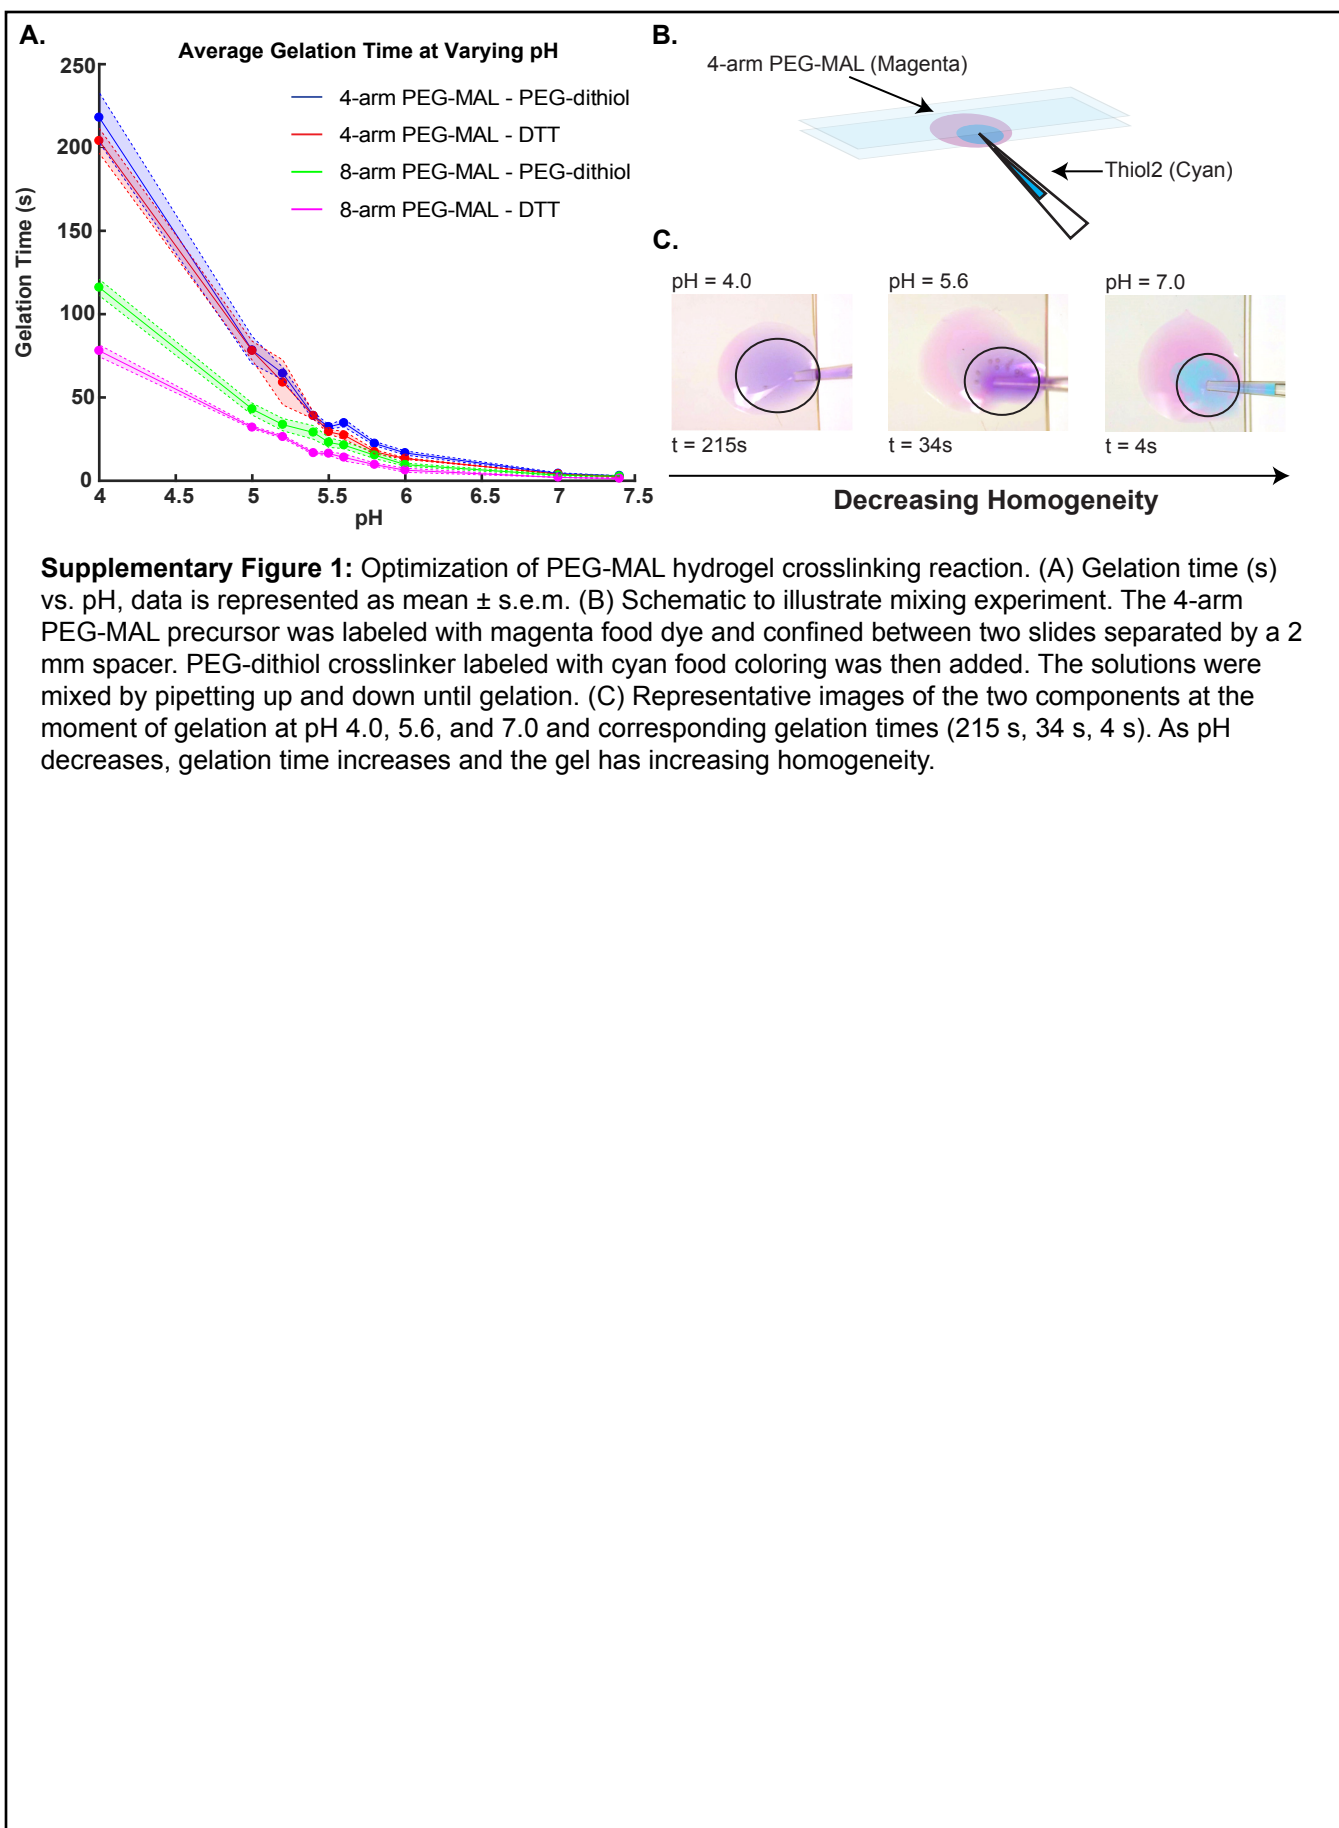 A.
Average Gelation Time at Varying pH
250
200
150
100
50
0
Gelation Time (s)
4-arm PEG-MAL - PEG-dithiol
4-arm PEG-MAL - DTT
8-arm PEG-MAL - PEG-dithiol
8-arm PEG-MAL - DTT
4 4.5 5 5.5 6 6.5 7 7.5
pH
B.
4-arm PEG-MAL (Magenta)
Thiol2 (Cyan)
C.
pH = 4.0
pH = 5.6
pH = 7.0
t = 215s
t = 34s
t = 4s
Decreasing Homogeneity
Supplementary Figure 1: Optimization of PEG-MAL hydrogel crosslinking reaction. (A) Gelation time (s)
vs. pH, data is represented as mean ± s.e.m. (B) Schematic to illustrate mixing experiment. The 4-arm
PEG-MAL precursor was labeled with magenta food dye and confined between two slides separated by a 2
mm spacer. PEG-dithiol crosslinker labeled with cyan food coloring was then added. The solutions were
mixed by pipetting up and down until gelation. (C) Representative images of the two components at the
moment of gelation at pH 4.0, 5.6, and 7.0 and corresponding gelation times (215 s, 34 s, 4 s). As pH
decreases, gelation time increases and the gel has increasing homogeneity.